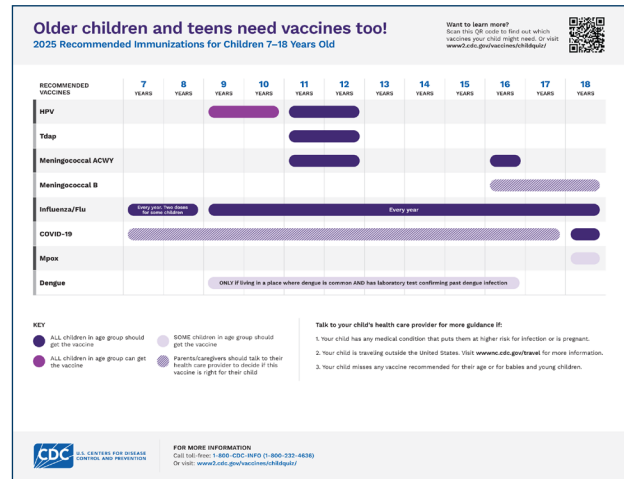 Older children and teens need vaccines too!
2025 Recommended Immunizations for Children 7–18 Years Old
Want to learn more?
Scan this QR code to find out which
vaccines your child might need. Or visit
www2.cdc.gov/vaccines/childquiz/
RECOMMENDED
VACCINES
7 YEARS 8 YEARS 9 YEARS 10 YEARS 11 YEARS 12 YEARS 13 YEARS 14 YEARS 15 YEARS 16 YEARS 17 YEARS 18 YEARS
HPV
Tdap
Meningococcal ACWY
Meningococcal B
Influenza/Flu
Every year. Two doses
for some children
Every year
COVID-19
Mpox
Dengue
ONLY if living in a place where dengue is common AND has laboratory test confirming past dengue infection
KEY
ALL children in age group should
get the vaccine
ALL children in age group can get
the vaccine
SOME children in age group should
get the vaccine
Parents/caregivers should talk to their
health care provider to decide if this
vaccine is right for their child
Talk to your child's health care provider for more guidance if:
1. Your child has any medical condition that puts them at higher risk for infection or is pregnant.
2. Your child is traveling outside the United States. Visit wwwnc.cdc.gov/travel for more information.
3. Your child misses any vaccine recommended for their age or for babies and young children.
CDC
U.S. CENTERS FOR DISEASE
CONTROL AND PREVENTION
FOR MORE INFORMATION
Call toll-free: 1-800-CDC-INFO (1-800-232-4636)
Or visit: www2.cdc.gov/vaccines/childquiz/